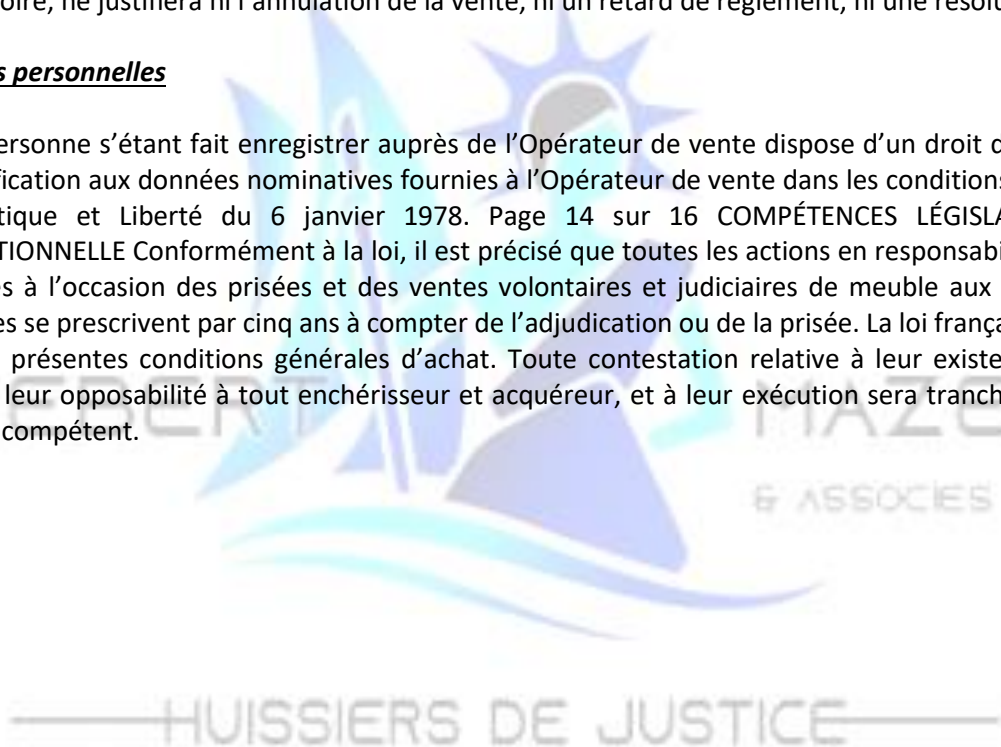 oire, ne justifiera ni l'annulation de la vente, ni un retard de règlement, ni une résolu
s personnelles
ersonne s'étant fait enregistrer auprès de l'Opérateur de vente dispose d'un droit d
fication aux données nominatives fournies à l'Opérateur de vente dans les conditions
tique et Liberté du 6 janvier 1978. Page 14 sur 16 COMPÉTENCES LÉGISLA
TIONNELLE Conformément à la loi, il est précisé que toutes les actions en responsabi
es à l'occasion des prisées et des ventes volontaires et judiciaires de meuble aux
es se prescrivent par cinq ans à compter de l'adjudication ou de la prisée. La loi frança
présentes conditions générales d'achat. Toute contestation relative à leur existe
leur opposabilité à tout enchérisseur et acquéreur, et à leur exécution sera tranch
compétent.
EBERT MAZE
& ASSOCIES
HUISSIERS DE JUSTICE